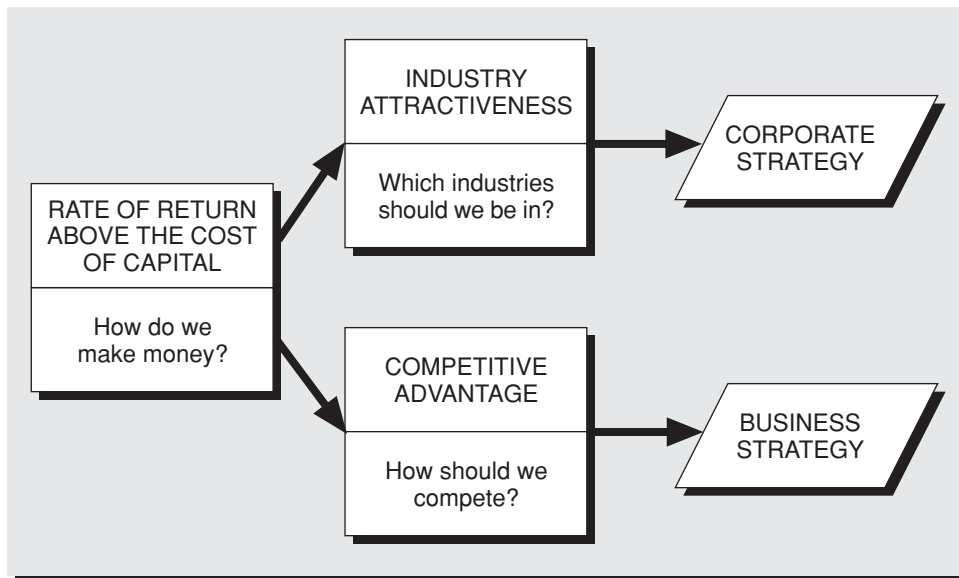 RATE OF RETURN
ABOVE THE COST
OF CAPITAL
How do we
make money?
INDUSTRY
ATTRACTIVENESS
Which industries
should we be in?
CORPORATE
STRATEGY
COMPETITIVE
ADVANTAGE
How should we
compete?
BUSINESS
STRATEGY